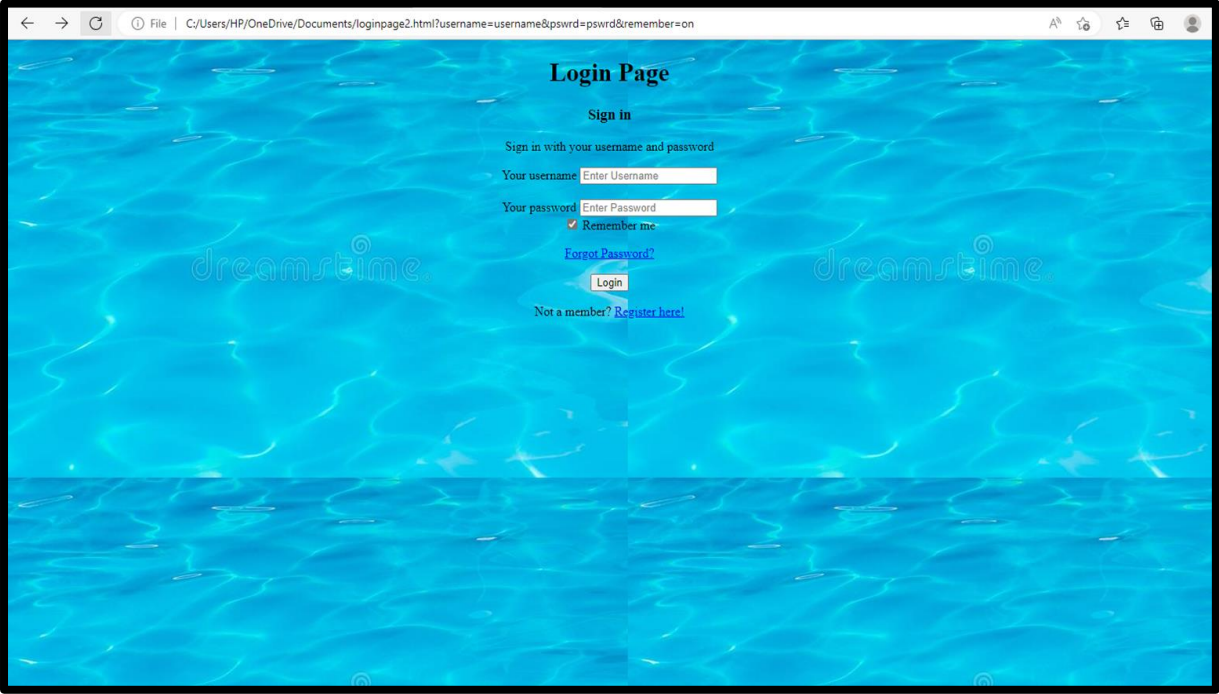 File | C:/Users/HP/OneDrive/Documents/loginpage2.html?username=username&pswrd=pswrd&remember=on
Login Page
Sign in
Sign in with your username and password
Your username Enter Username
Your password Enter Password
Remember me
Forgot Password?
dreamstime dreamstime
Login
Not a member? Register here!